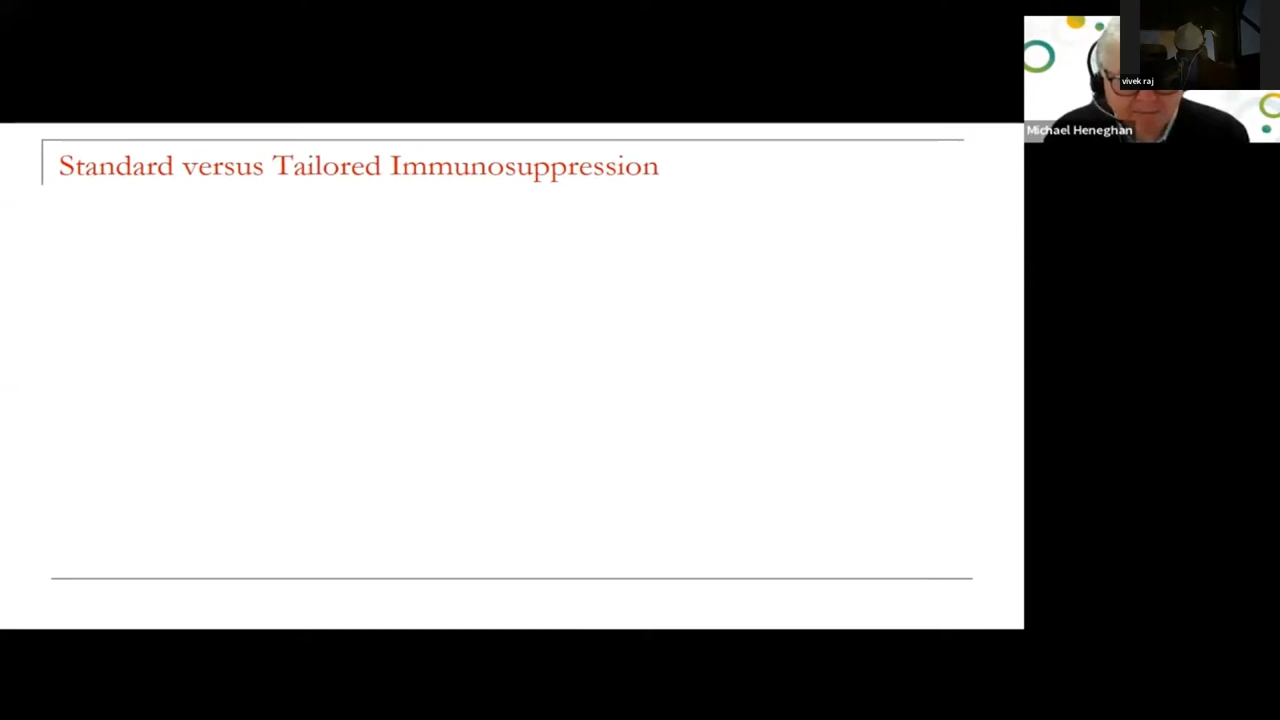 Standard versus Tailored Immunosuppression
vivek raj
Michael Heneghan